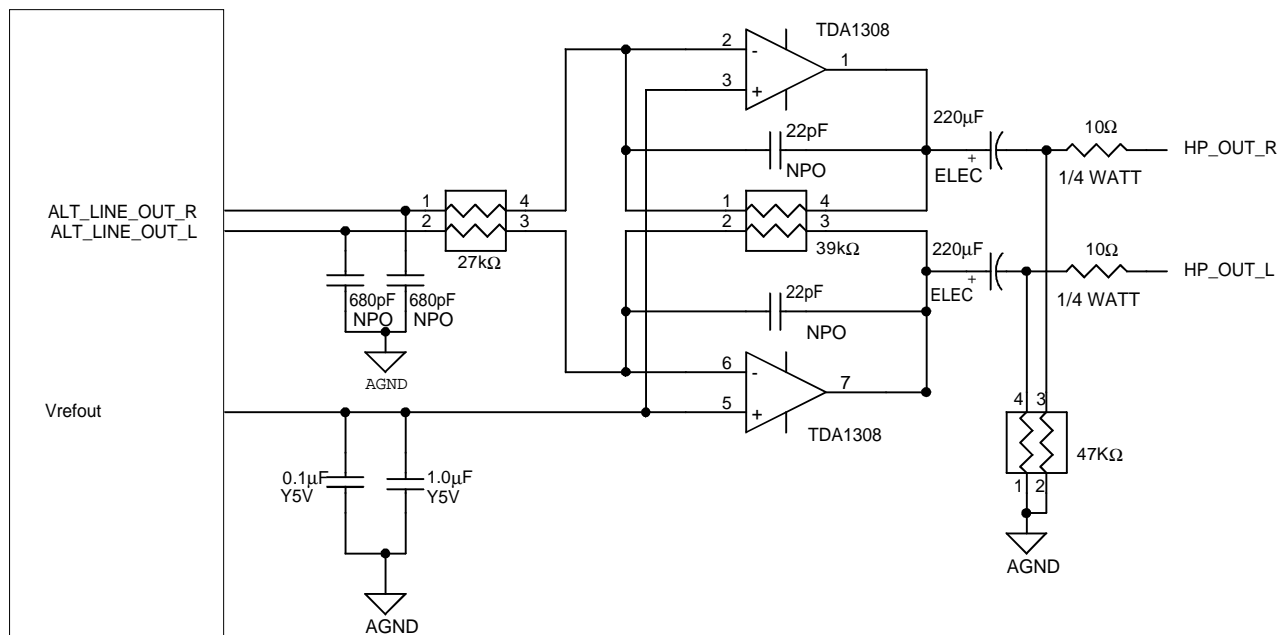 TDA1308
2
-
1
3
+
22pF
NPO
220μF
+
ELEC
10Ω
1/4 WATT
HP_OUT_R
ALT_LINE_OUT_R
ALT_LINE_OUT_L
1
4
2
3
27kΩ
1
4
2
3
39kΩ
220μF
+
ELEC
10Ω
1/4 WATT
HP_OUT_L
680pF
NPO
680pF
NPO
AGND
22pF
NPO
6
-
7
5
+
TDA1308
Vrefout
0.1μF
Y5V
1.0μF
Y5V
AGND
4
3
47KΩ
1
2
AGND